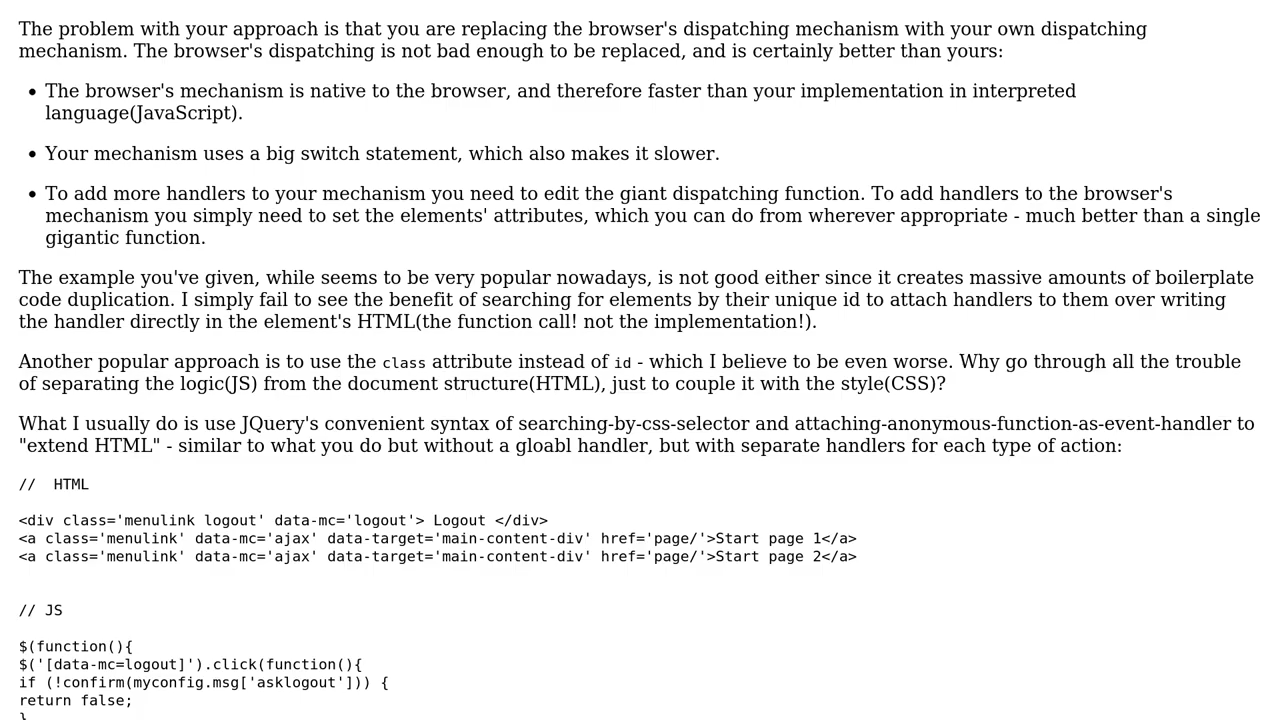 The problem with your approach is that you are replacing the browser's dispatching mechanism with your own dispatching
mechanism. The browser's dispatching is not bad enough to be replaced, and is certainly better than yours:
• The browser's mechanism is native to the browser, and therefore faster than your implementation in interpreted
language(JavaScript).
• Your mechanism uses a big switch statement, which also makes it slower.
• To add more handlers to your mechanism you need to edit the giant dispatching function. To add handlers to the browser's
mechanism you simply need to set the elements' attributes, which you can do from wherever appropriate - much better than a single
gigantic function.
The example you've given, while seems to be very popular nowadays, is not good either since it creates massive amounts of boilerplate
code duplication. I simply fail to see the benefit of searching for elements by their unique id to attach handlers to them over writing
the handler directly in the element's HTML(the function call! not the implementation!).
Another popular approach is to use the class attribute instead of id - which I believe to be even worse. Why go through all the trouble
of separating the logic(JS) from the document structure(HTML), just to couple it with the style(CSS)?
What I usually do is use JQuery's convenient syntax of searching-by-css-selector and attaching-anonymous-function-as-event-handler to
"extend HTML" - similar to what you do but without a gloabl handler, but with separate handlers for each type of action:
//  HTML
<div class='menulink logout' data-mc='logout'> Logout </div>
<a class='menulink' data-mc='ajax' data-target='main-content-div' href='page/'>Start page 1</a>
<a class='menulink' data-mc='ajax' data-target='main-content-div' href='page/'>Start page 2</a>
// JS
$(function(){
$('[data-mc=logout]').click(function(){
if (!confirm(myconfig.msg['asklogout'])) {
return false;
}